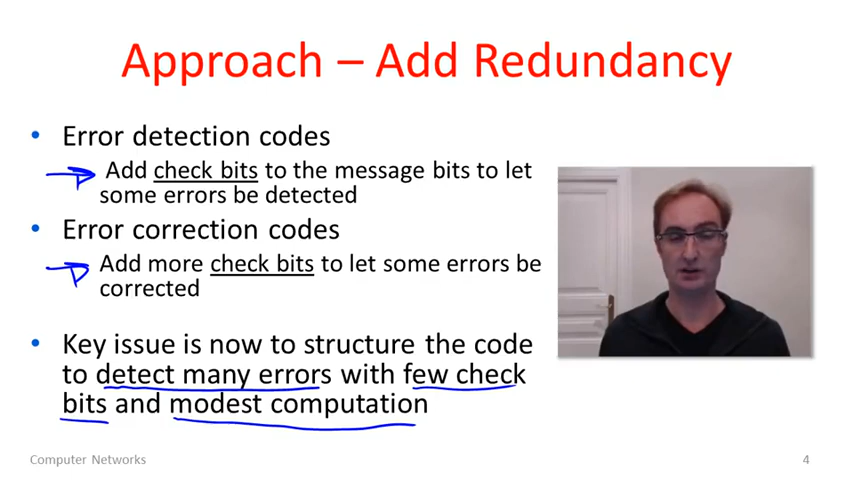 Approach – Add Redundancy
• Error detection codes
Add check bits to the message bits to let
some errors be detected
• Error correction codes
Add more check bits to let some errors be
corrected
• Key issue is now to structure the code
to detect many errors with few check
bits and modest computation
Computer Networks
4